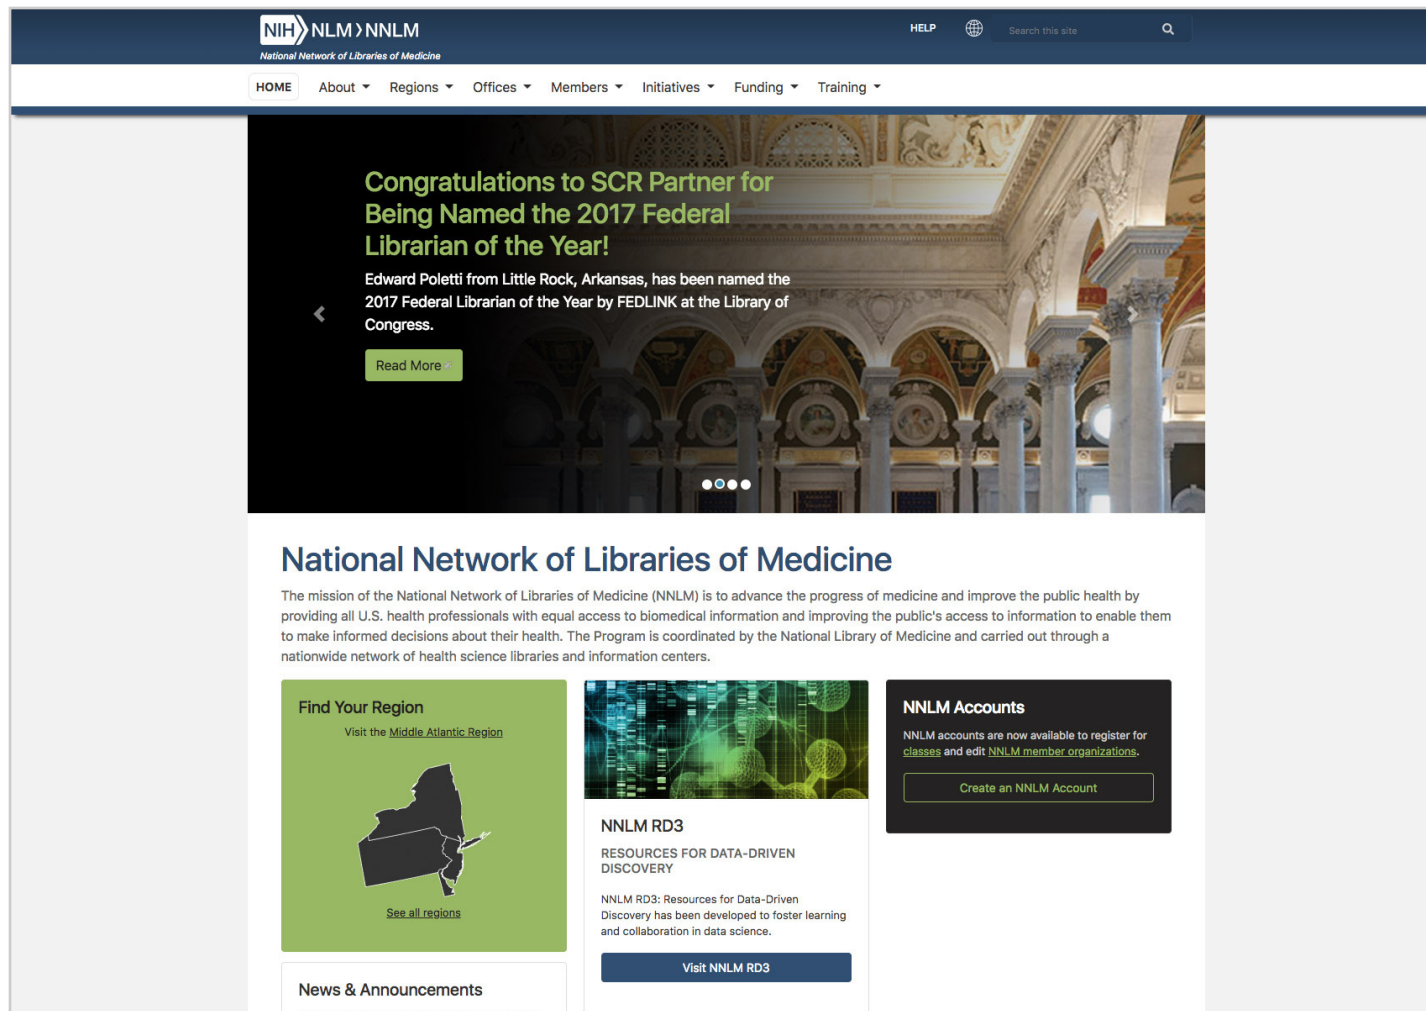 NIH NLM NNLM
National Network of Libraries of Medicine
HELP
Search this site
HOME About Regions Offices Members Initiatives Funding Training
Congratulations to SCR Partner for
Being Named the 2017 Federal
Librarian of the Year!
Edward Poletti from Little Rock, Arkansas, has been named the
2017 Federal Librarian of the Year by FEDLINK at the Library of
Congress.
Read More
National Network of Libraries of Medicine
The mission of the National Network of Libraries of Medicine (NNLM) is to advance the progress of medicine and improve the public health by
providing all U.S. health professionals with equal access to biomedical information and improving the public's access to information to enable them
to make informed decisions about their health. The Program is coordinated by the National Library of Medicine and carried out through a
nationwide network of health science libraries and information centers.
Find Your Region
Visit the Middle Atlantic Region
See all regions
News & Announcements
NNLM RD3
RESOURCES FOR DATA-DRIVEN
DISCOVERY
NNLM RD3: Resources for Data-Driven
Discovery has been developed to foster learning
and collaboration in data science.
Visit NNLM RD3
NNLM Accounts
NNLM accounts are now available to register for
classes and edit NNLM member organizations.
Create an NNLM Account